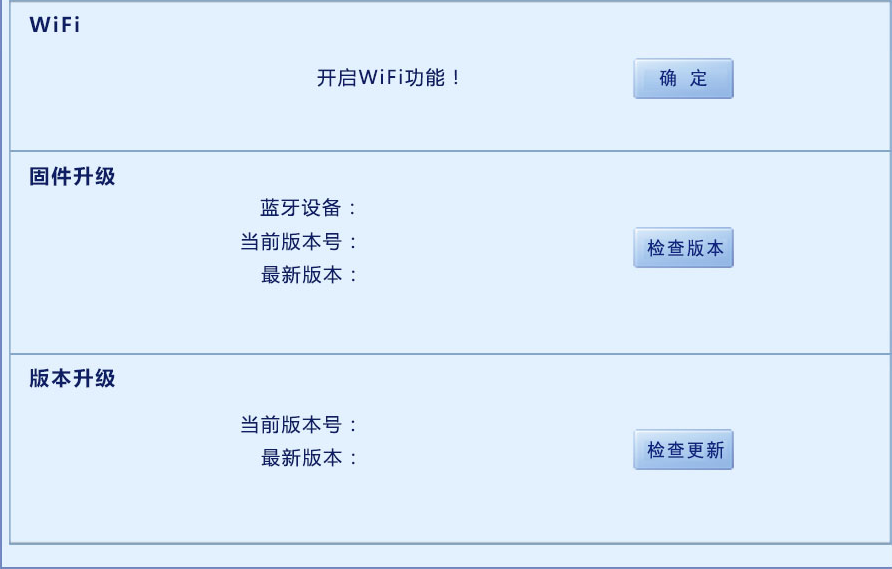 WiFi
开启WiFi功能！
确 定
固件升级
蓝牙设备：
当前版本号：
检查版本
最新版本：
版本升级
当前版本号：
检查更新
最新版本：